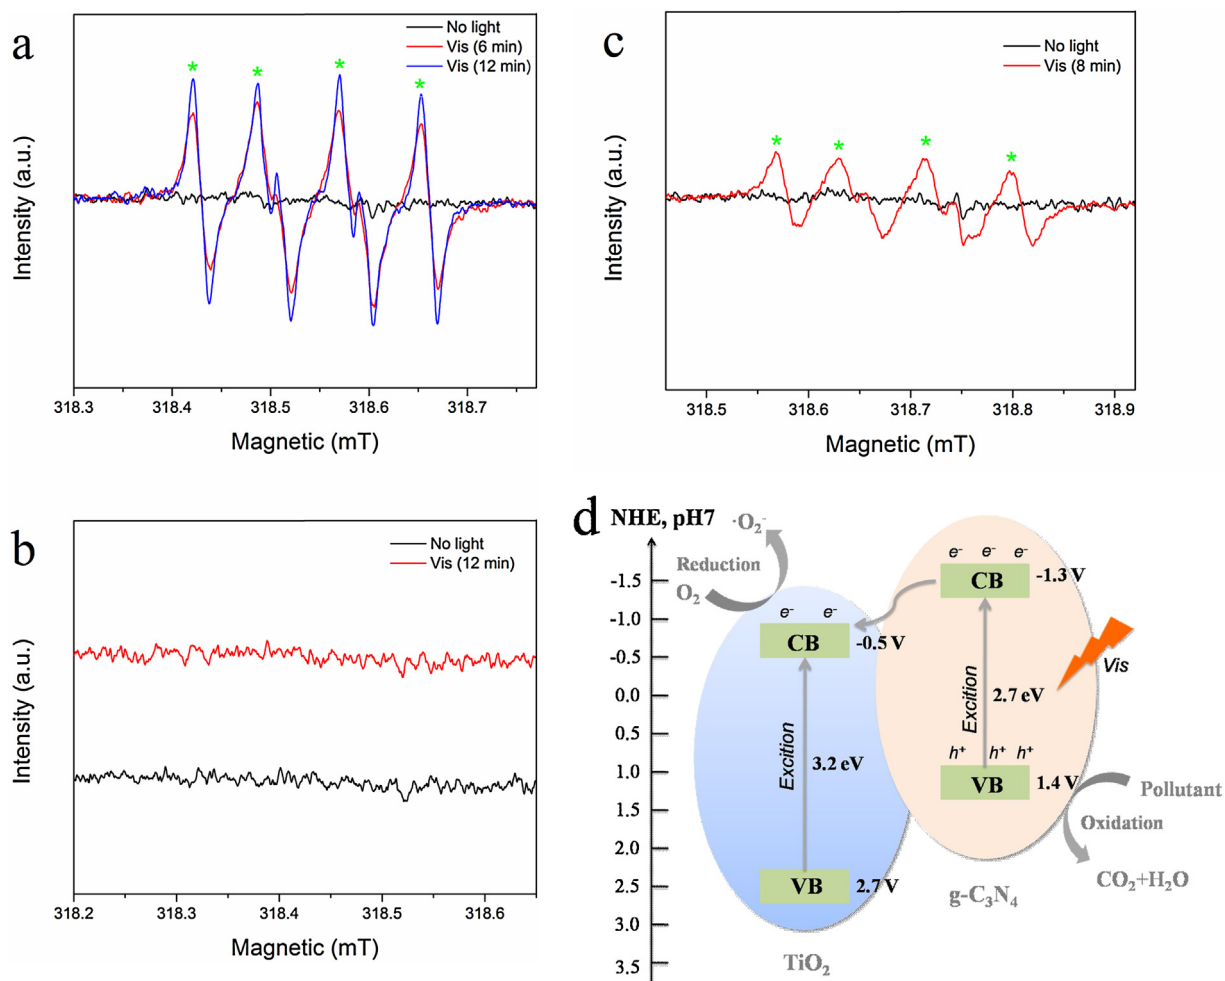 a
No light
Vis (6 min)
Vis (12 min)
* * * *
Intensity (a.u.)
318.3 318.4 318.5 318.6 318.7
Magnetic (mT)
c
No light
Vis (8 min)
* * * *
Intensity (a.u.)
318.5 318.6 318.7 318.8 318.9
Magnetic (mT)
b
No light
Vis (12 min)
Intensity (a.u.)
318.2 318.3 318.4 318.5 318.6
Magnetic (mT)
d
NHE, pH7
·O₂⁻
Reduction
O₂
-1.5
-1.0
-0.5
0.0
0.5
1.0
1.5
2.0
2.5
3.0
3.5
e⁻ e⁻
CB
-0.5 V
Excition
3.2 eV
VB
2.7 V
TiO₂
e⁻ e⁻ e⁻
CB
-1.3 V
Excition
2.7 eV
Vis
h⁺ h⁺ h⁺
VB
1.4 V
Pollutant
Oxidation
CO₂+H₂O
g-C₃N₄